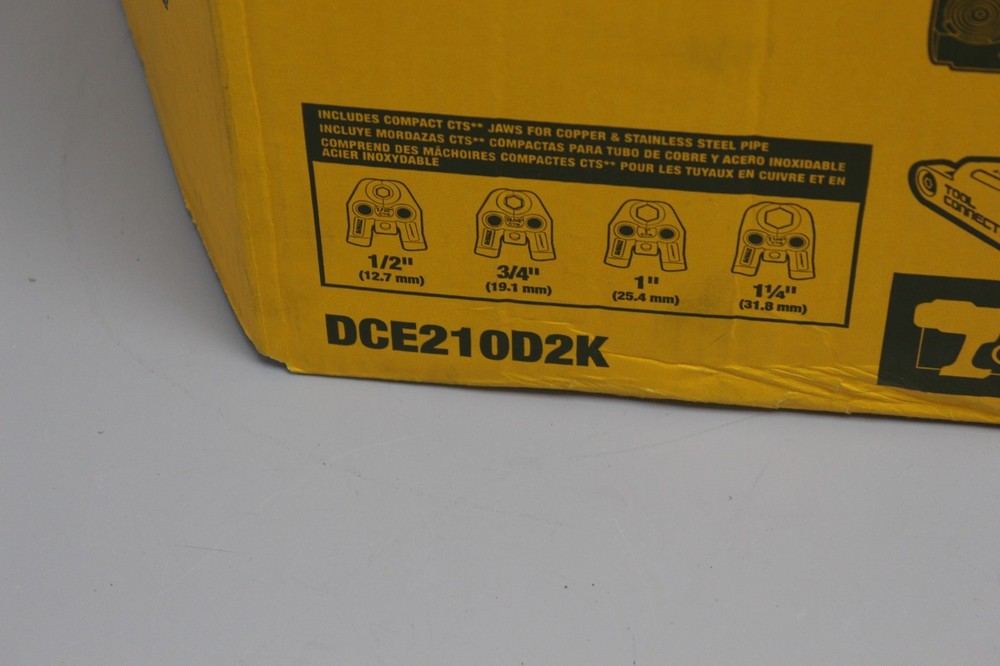 INCLUDES COMPACT CTS** JAWS FOR COPPER & STAINLESS STEEL PIPE
INCLUYE MORDAZAS CTS** COMPACTAS PARA TUBO DE COBRE Y ACERO INOXIDABLE
COMPREND DES MÂCHOIRES COMPACTES CTS** POUR LES TUYAUX EN CUIVRE ET EN
ACIER INOXYDABLE
1/2"
(12.7 mm)
3/4"
(19.1 mm)
1"
(25.4 mm)
1¼"
(31.8 mm)
DCE210D2K
TOOL
CONNECT